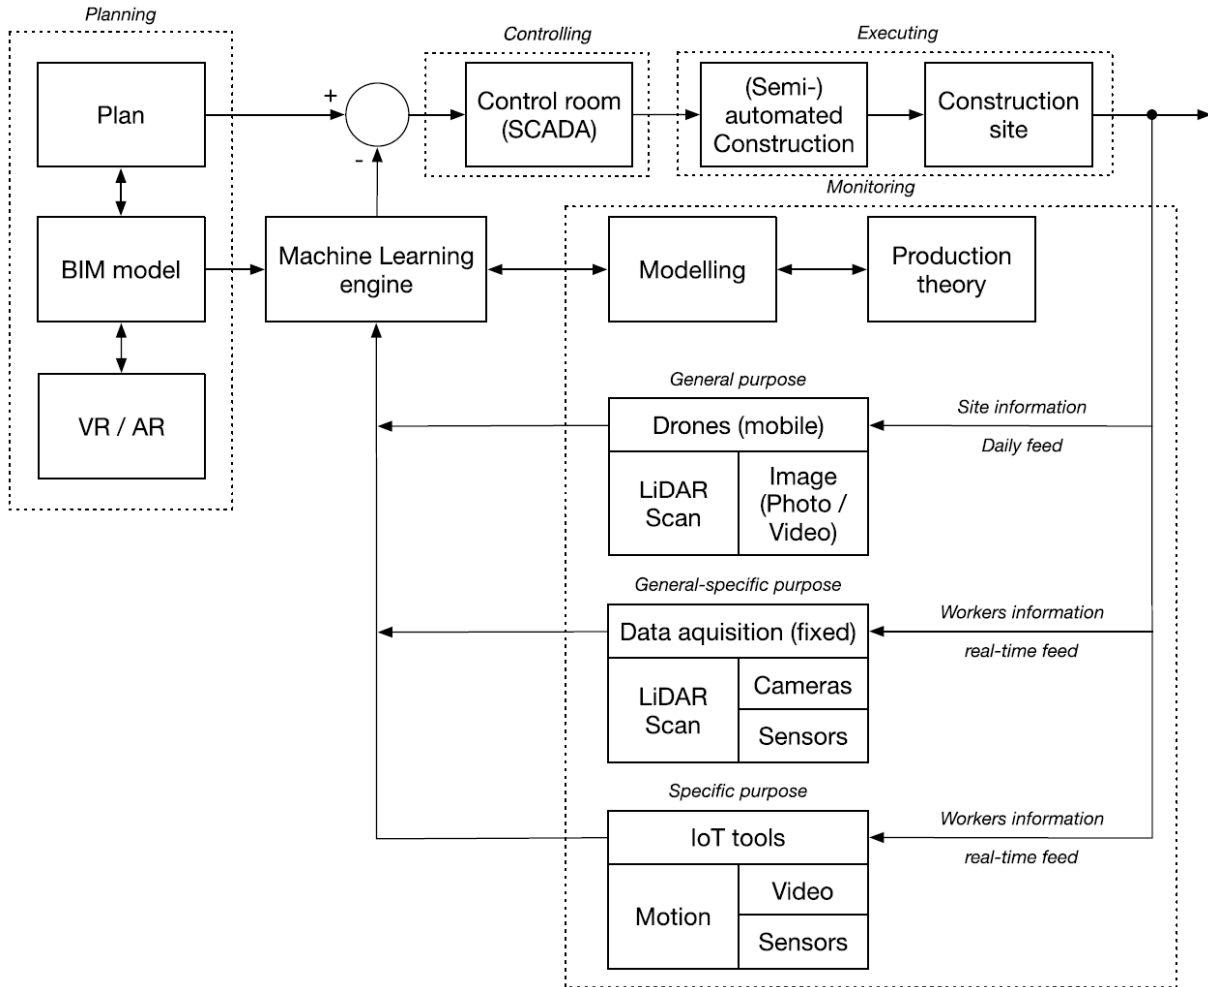 Planning
Controlling
Executing
Plan
+
-
Control room
(SCADA)
(Semi-)
automated
Construction
Construction
site
Monitoring
BIM model
Machine Learning
engine
Modelling
Production
theory
VR / AR
General purpose
Drones (mobile)
LiDAR
Scan
Image
(Photo /
Video)
Site information
Daily feed
General-specific purpose
Data aquisition (fixed)
LiDAR
Scan
Cameras
Sensors
Workers information
real-time feed
Specific purpose
IoT tools
Motion
Video
Sensors
Workers information
real-time feed